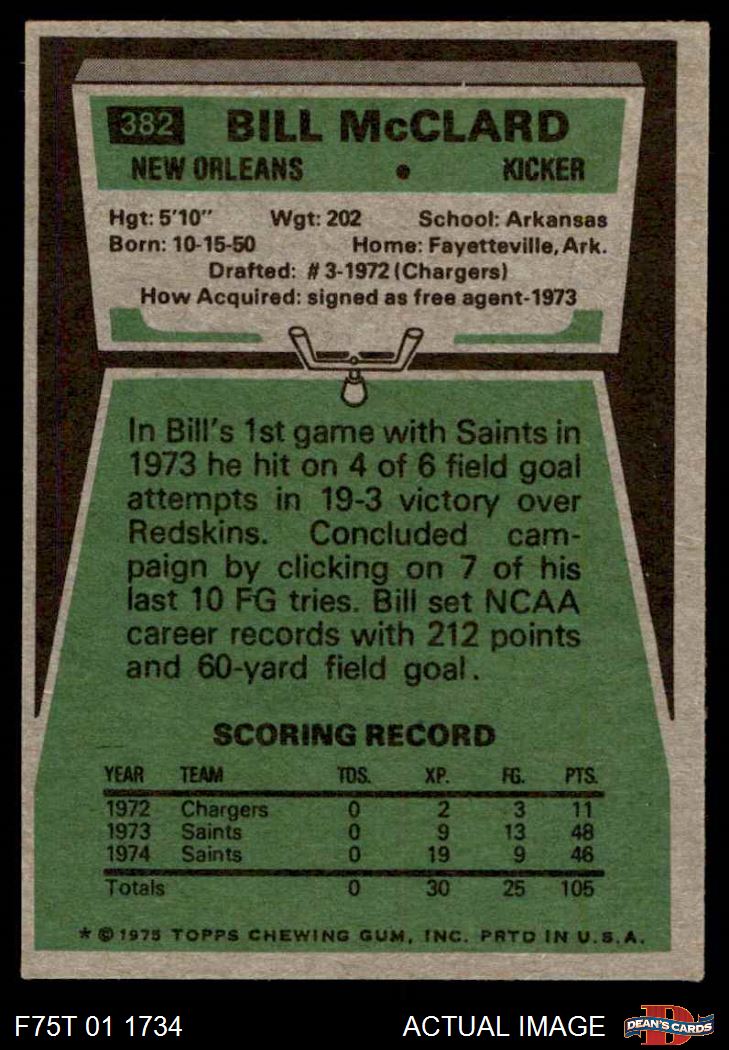 382 BILL McCLARD
NEW ORLEANS • KICKER
Hgt: 5'10" Wgt: 202 School: Arkansas
Born: 10-15-50 Home: Fayetteville, Ark.
Drafted: #3-1972 (Chargers)
How Acquired: signed as free agent-1973
In Bill's 1st game with Saints in
1973 he hit on 4 of 6 field goal
attempts in 19-3 victory over
Redskins. Concluded cam-
paign by clicking on 7 of his
last 10 FG tries. Bill set NCAA
career records with 212 points
and 60-yard field goal.
SCORING RECORD
YEAR TEAM TDS. XP. FG. PTS.
1972 Chargers 0 2 3 11
1973 Saints 0 9 13 48
1974 Saints 0 19 9 46
Totals 0 30 25 105
* © 1975 TOPPS CHEWING GUM, INC. PRTD IN U.S.A.
F75T 01 1734 ACTUAL IMAGE D DEAN'S CARDS